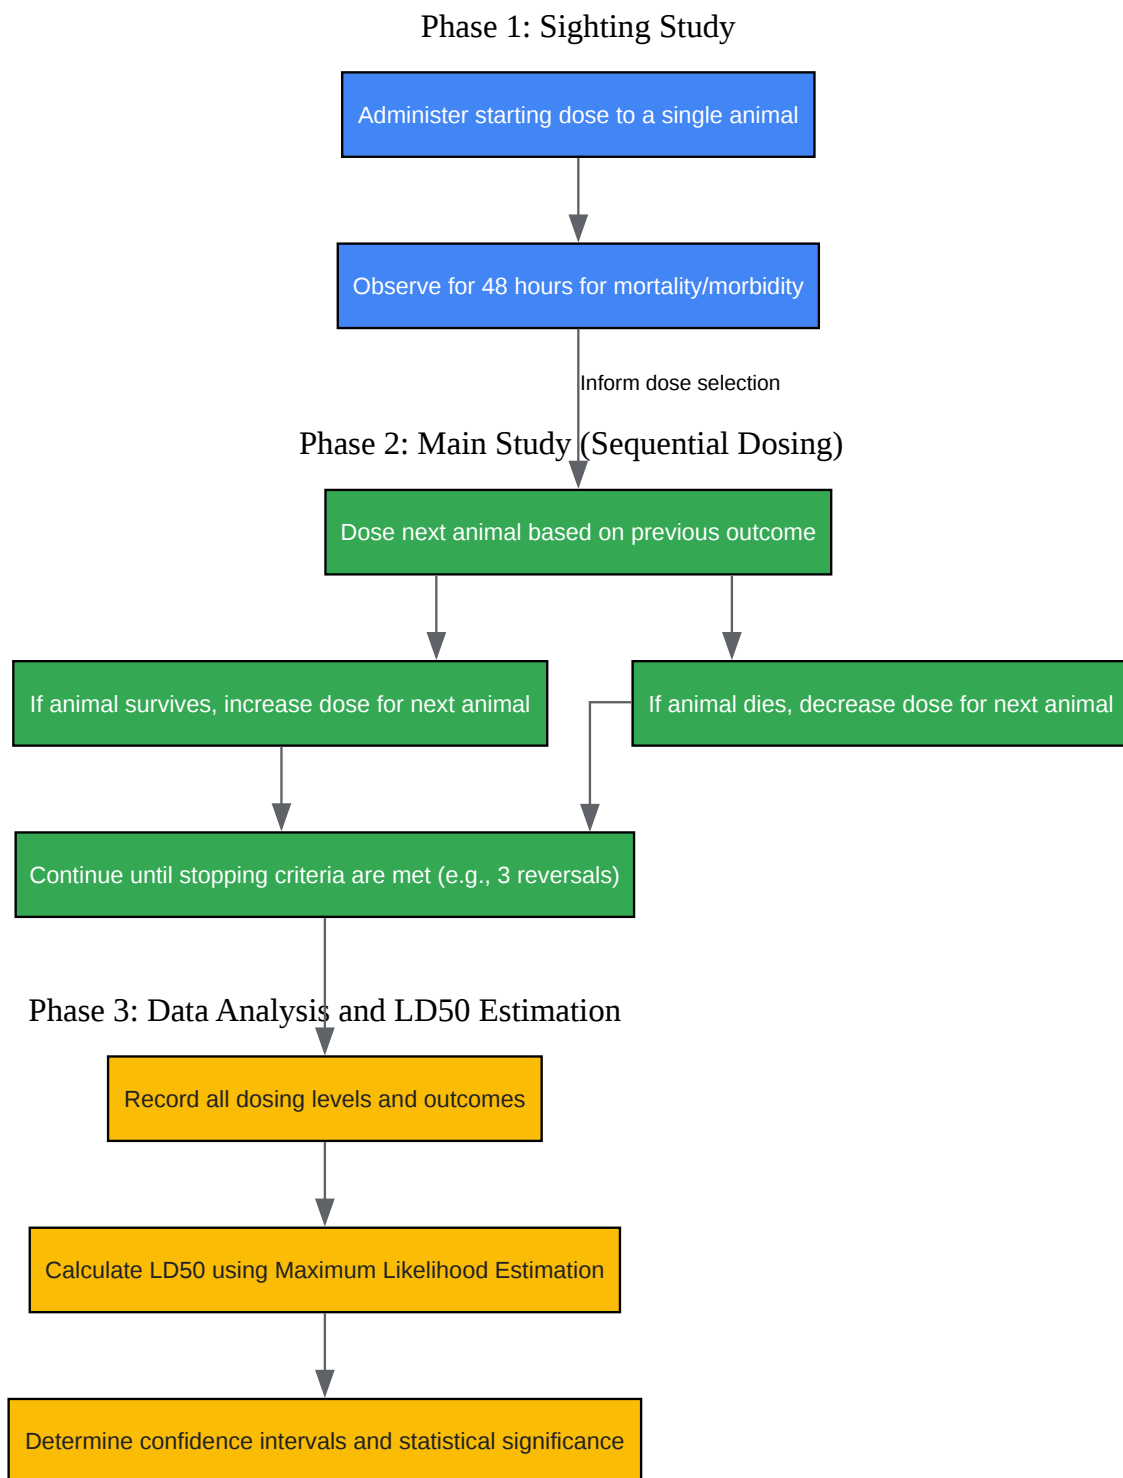 Phase 1: Sighting Study
Administer starting dose to a single animal
Observe for 48 hours for mortality/morbidity
Inform dose selection
Phase 2: Main Study (Sequential Dosing)
Dose next animal based on previous outcome
If animal survives, increase dose for next animal
If animal dies, decrease dose for next animal
Continue until stopping criteria are met (e.g., 3 reversals)
Phase 3: Data Analysis and LD50 Estimation
Record all dosing levels and outcomes
Calculate LD50 using Maximum Likelihood Estimation
Determine confidence intervals and statistical significance